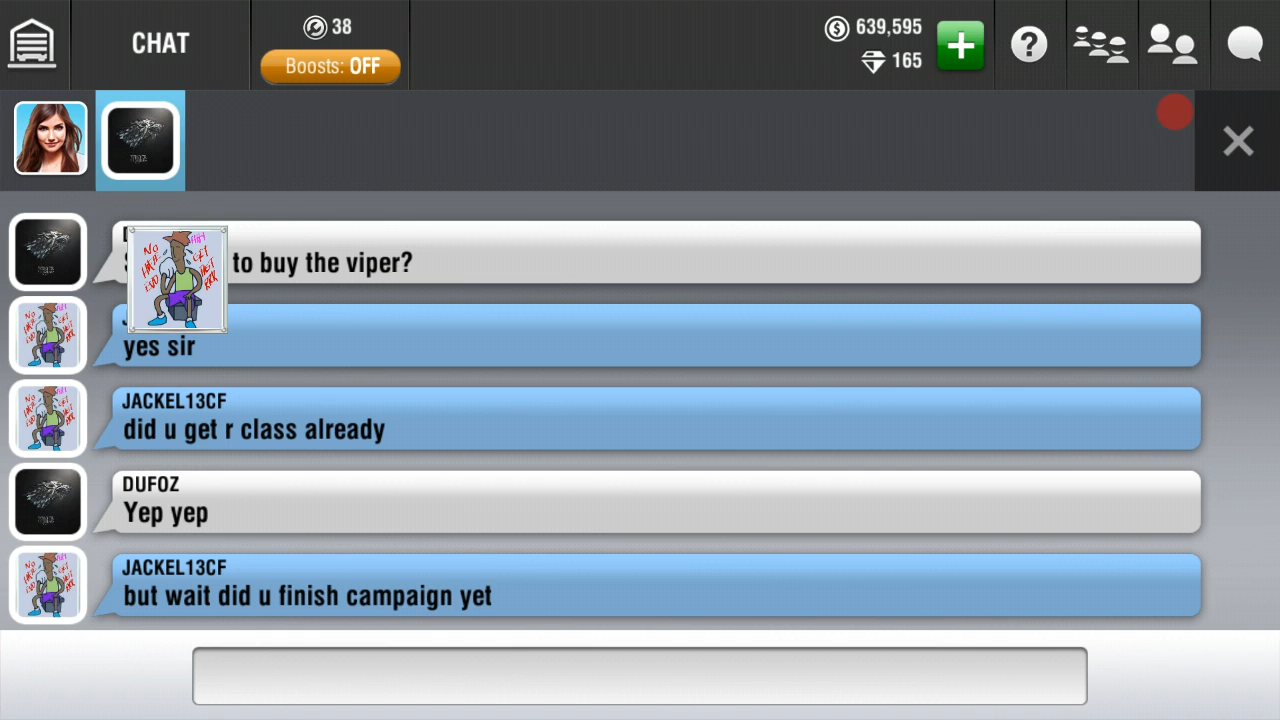 CHAT
38
Boosts: OFF
639,595
165
?
to buy the viper?
yes sir
JACKEL13CF
did u get r class already
DUFOZ
Yep yep
JACKEL13CF
but wait did u finish campaign yet